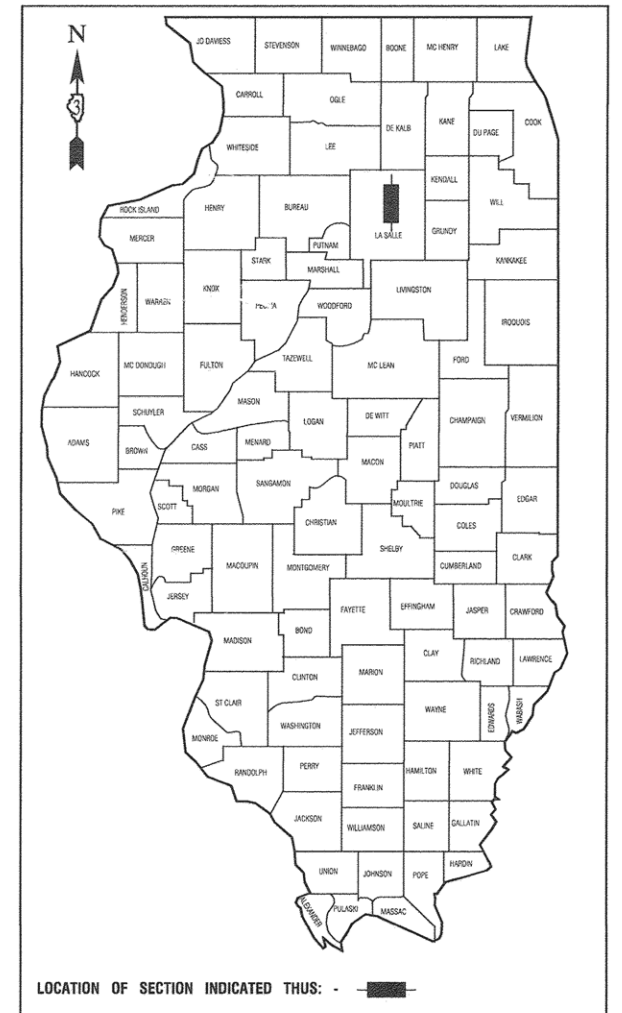 N
3
JO DAVIESS STEVENSON WINNEBAGO BOONE MC HENRY LAKE
CARROLL OGLE DE KALB KANE DU PAGE COOK
WHITESIDE LEE
KENDALL WILL
ROCK ISLAND HENRY BUREAU LA SALLE GRUNDY
MERCER PUTNAM
STARK MARSHALL KANKAKEE
HENDERSON WARREN KNOX PEORIA WOODFORD LIVINGSTON
IROQUOIS
HANCOCK MC DONOUGH FULTON TAZEWELL MC LEAN FORD
MASON
SCHUYLER LOGAN DE WITT CHAMPAIGN VERMILION
ADAMS BROWN CASS MENARD MACON PIATT
PIKE SCOTT MORGAN SANGAMON DOUGLAS EDGAR
CHRISTIAN MOULTRIE COLES
GREENE SHELBY
CALHOUN MACOUPIN MONTGOMERY CUMBERLAND CLARK
JERSEY FAYETTE EFFINGHAM JASPER CRAWFORD
MADISON BOND
CLAY RICHLAND LAWRENCE
CLINTON MARION
ST CLAIR WAYNE EDWARDS WABASH
WASHINGTON JEFFERSON
MONROE
RANDOLPH PERRY HAMILTON WHITE
FRANKLIN
JACKSON WILLIAMSON SALINE GALLATIN
UNION JOHNSON POPE HARDIN
ALEXANDER PULASKI MASSAC
LOCATION OF SECTION INDICATED THUS: -